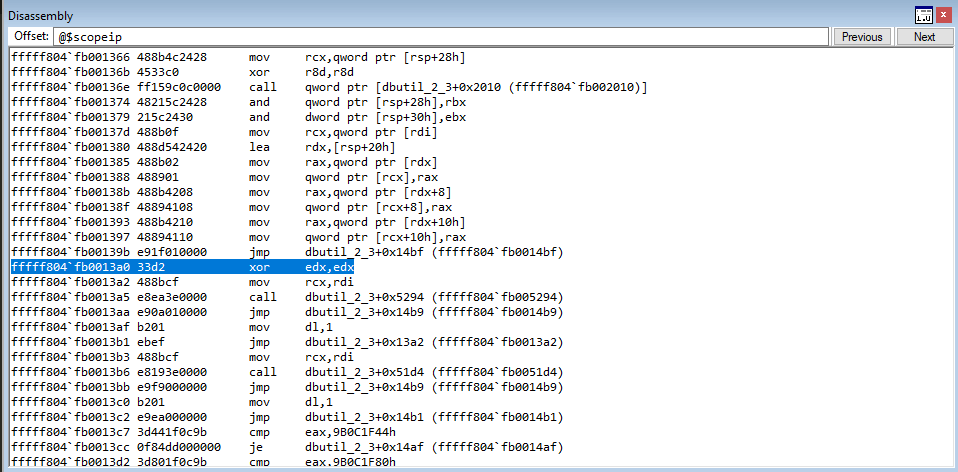 Disassembly
Offset: @$scopeip Previous Next
fffff804`fb001366 488b4c2428 mov rcx,qword ptr [rsp+28h]
fffff804`fb00136b 4533c0 xor r8d,r8d
fffff804`fb00136e ff159c0c0000 call qword ptr [dbutil_2_3+0x2010 (fffff804`fb002010)]
fffff804`fb001374 48215c2428 and qword ptr [rsp+28h],rbx
fffff804`fb001379 215c2430 and dword ptr [rsp+30h],ebx
fffff804`fb00137d 488b0f mov rcx,qword ptr [rdi]
fffff804`fb001380 488d542420 lea rdx,[rsp+20h]
fffff804`fb001385 488b02 mov rax,qword ptr [rdx]
fffff804`fb001388 488901 mov qword ptr [rcx],rax
fffff804`fb00138b 488b4208 mov rax,qword ptr [rdx+8]
fffff804`fb00138f 48894108 mov qword ptr [rcx+8],rax
fffff804`fb001393 488b4210 mov rax,qword ptr [rdx+10h]
fffff804`fb001397 48894110 mov qword ptr [rcx+10h],rax
fffff804`fb00139b e91f010000 jmp dbutil_2_3+0x14bf (fffff804`fb0014bf)
fffff804`fb0013a0 33d2 xor edx,edx
fffff804`fb0013a2 488bcf mov rcx,rdi
fffff804`fb0013a5 e8ea3e0000 call dbutil_2_3+0x5294 (fffff804`fb005294)
fffff804`fb0013aa e90a010000 jmp dbutil_2_3+0x14b9 (fffff804`fb0014b9)
fffff804`fb0013af b201 mov dl,1
fffff804`fb0013b1 ebef jmp dbutil_2_3+0x13a2 (fffff804`fb0013a2)
fffff804`fb0013b3 488bcf mov rcx,rdi
fffff804`fb0013b6 e8193e0000 call dbutil_2_3+0x51d4 (fffff804`fb0051d4)
fffff804`fb0013bb e9f9000000 jmp dbutil_2_3+0x14b9 (fffff804`fb0014b9)
fffff804`fb0013c0 b201 mov dl,1
fffff804`fb0013c2 e9ea000000 jmp dbutil_2_3+0x14b1 (fffff804`fb0014b1)
fffff804`fb0013c7 3d441f0c9b cmp eax,9B0C1F44h
fffff804`fb0013cc 0f84dd000000 je dbutil_2_3+0x14af (fffff804`fb0014af)
fffff804`fb0013d2 3d801f0c9b cmp eax,9B0C1F80h